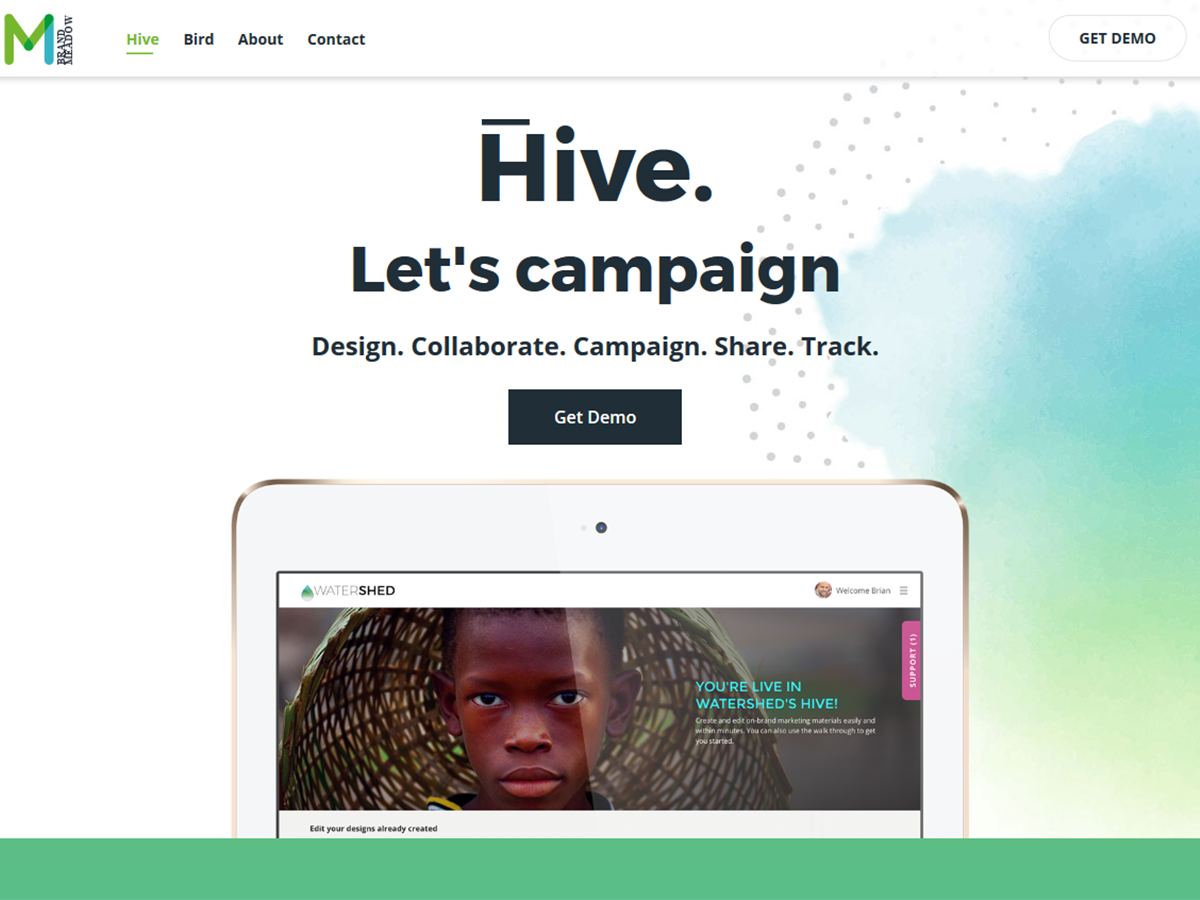 BRAND
MEADOW
Hive
Bird
About
Contact
GET DEMO
Hive.
Let's campaign
Design. Collaborate. Campaign. Share. Track.
Get Demo
WATERSHED
Welcome Brian
SUPPORT (1)
YOU'RE LIVE IN
WATERSHED'S HIVE!
Create and edit on-brand marketing materials easily and
within minutes. You can also use the walk through to get
you started.
Edit your designs already created